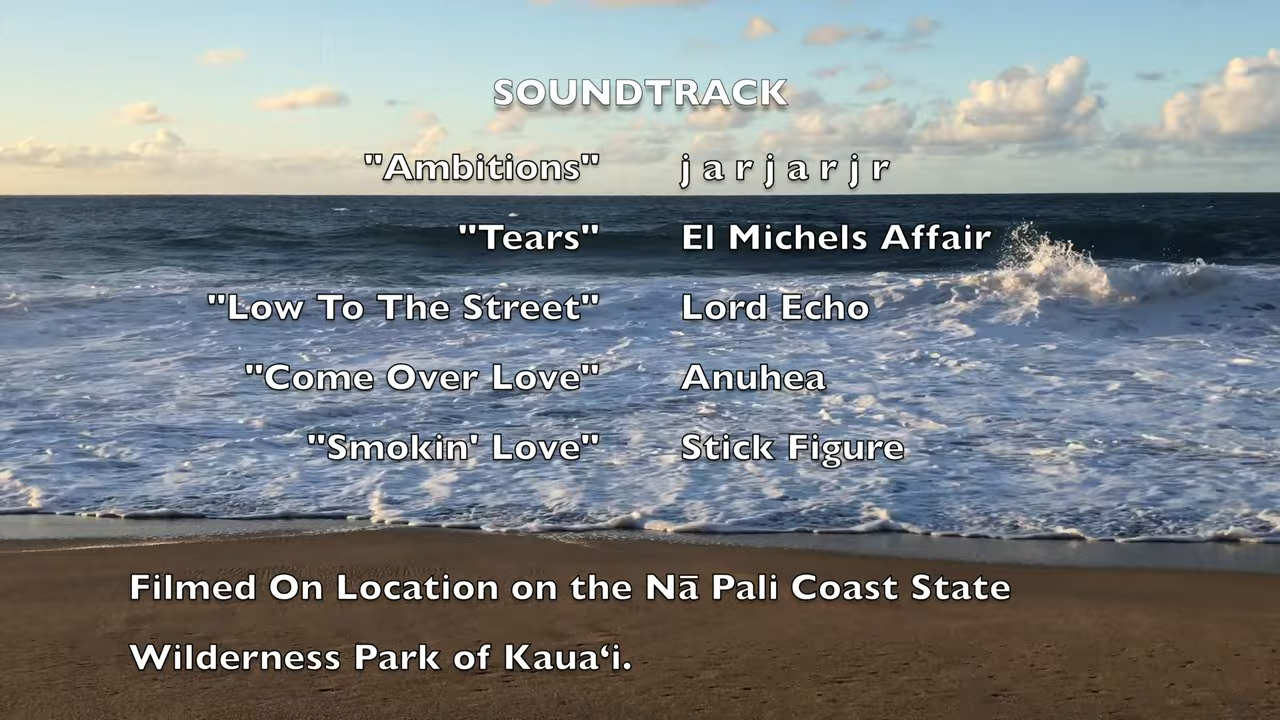 SOUNDTRACK
"Ambitions" j a r j a r j r
"Tears" El Michels Affair
"Low To The Street" Lord Echo
"Come Over Love" Anuhea
"Smokin' Love" Stick Figure
Filmed On Location on the Nā Pali Coast State
Wilderness Park of Kauaʻi.